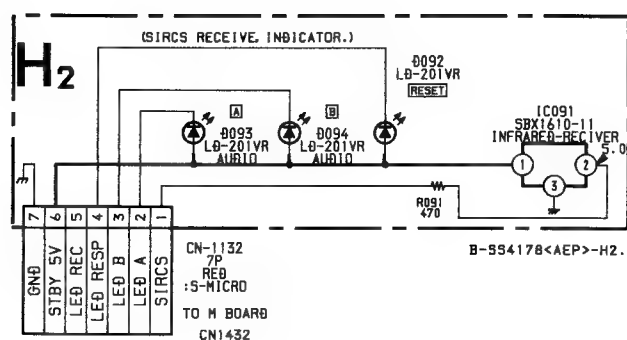 (SIRCS RECEIVE, INDICATOR.)
H2
D092
LD-201VR
RESET
A
D093
LD-201VR
AUDIO
B
D094
LD-201VR
AUDIO
IC091
SBX1610-11
INFRARED-RECIVER
5.0
1
2
3
R091
470
7
6
5
4
3
2
1
GND
STBY 5V
LED REC
LED RESP
LED B
LED A
SIRCS
CN-1132
7P
RED
:S-MICRO
TO M BOARD
CN1432
B-SS4178<AEP>-H2.